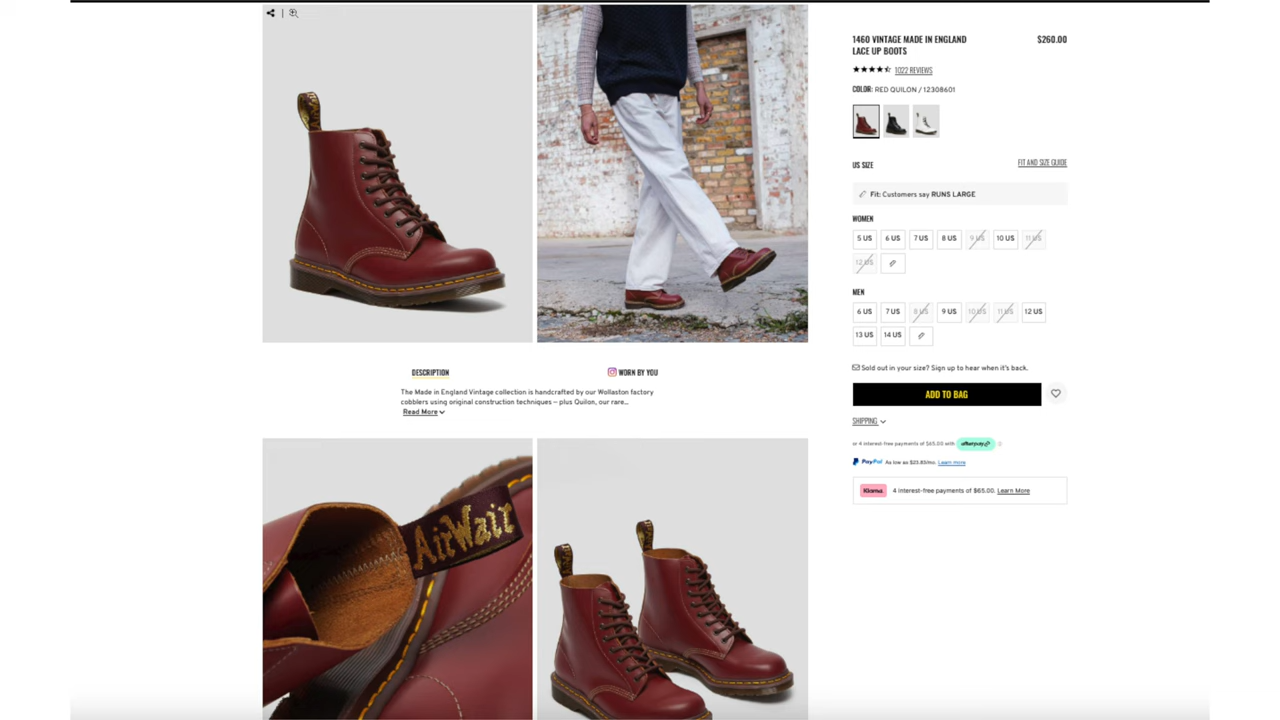 1460 VINTAGE MADE IN ENGLAND
LACE UP BOOTS
$260.00
1022 REVIEWS
COLOR: RED QUILON / 12308601
US SIZE
FIT AND SIZE GUIDE
Fit: Customers say RUNS LARGE
WOMEN
5 US 6 US 7 US 8 US 9 US 10 US 11 US
12 US
MEN
6 US 7 US 8 US 9 US 10 US 11 US 12 US
13 US 14 US
Sold out in your size? Sign up to hear when it's back.
ADD TO BAG
SHIPPING
or 4 interest-free payments of $65.00 with afterpay
PayPal As low as $23.83/mo. Learn more
Klarna 4 interest-free payments of $65.00. Learn More
DESCRIPTION
WORN BY YOU
The Made in England Vintage collection is handcrafted by our Wollaston factory
cobblers using original construction techniques – plus Quilon, our rare...
Read More
AirWair